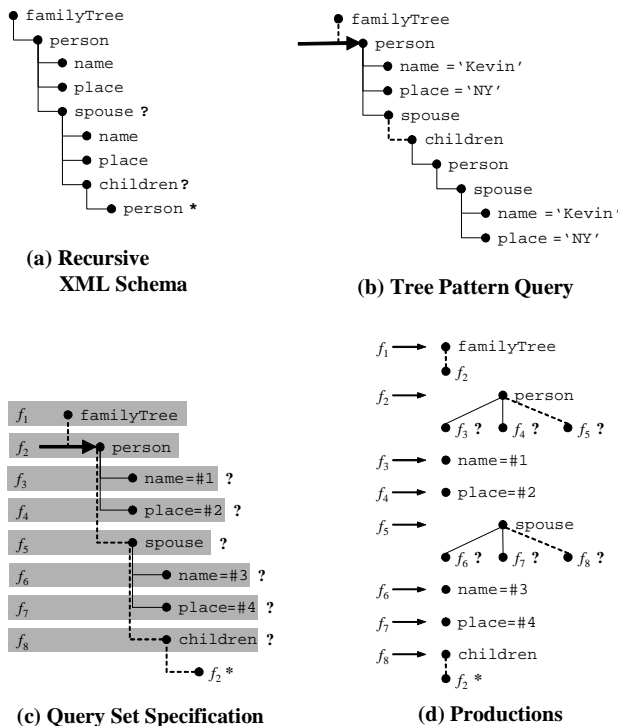 familyTree
person
name
place
spouse ?
name
place
children ?
person *
(a) Recursive
XML Schema
familyTree
person
name ='Kevin'
place ='NY'
spouse
children
person
spouse
name ='Kevin'
place ='NY'
(b) Tree Pattern Query
f1 familyTree
f2 person
f3 name=#1 ?
f4 place=#2 ?
f5 spouse ?
f6 name=#3 ?
f7 place=#4 ?
f8 children ?
f2 *
(c) Query Set Specification
f1 familyTree
f2
f2 person
f3 ? f4 ? f5 ?
f3 name=#1
f4 place=#2
f5 spouse
f6 ? f7 ? f8 ?
f6 name=#3
f7 place=#4
f8 children
f2 *
(d) Productions